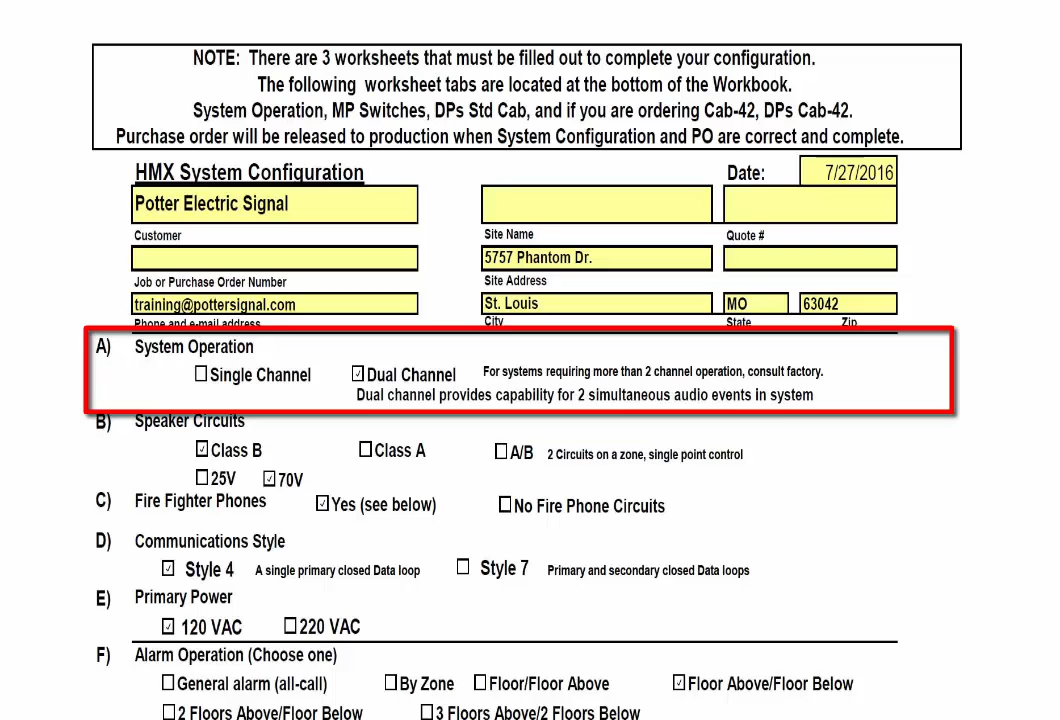 NOTE: There are 3 worksheets that must be filled out to complete your configuration.
The following worksheet tabs are located at the bottom of the Workbook.
System Operation, MP Switches, DPs Std Cab, and if you are ordering Cab-42, DPs Cab-42.
Purchase order will be released to production when System Configuration and PO are correct and complete.
HMX System Configuration Date: 7/27/2016
Potter Electric Signal
Customer Site Name Quote #
5757 Phantom Dr.
Job or Purchase Order Number Site Address
training@pottersignal.com St. Louis MO 63042
Phone and e-mail address City State Zip
A) System Operation
Single Channel Dual Channel For systems requiring more than 2 channel operation, consult factory.
Dual channel provides capability for 2 simultaneous audio events in system
B) Speaker Circuits
Class B Class A A/B 2 Circuits on a zone, single point control
25V 70V
C) Fire Fighter Phones Yes (see below) No Fire Phone Circuits
D) Communications Style
Style 4 A single primary closed Data loop Style 7 Primary and secondary closed Data loops
E) Primary Power
120 VAC 220 VAC
F) Alarm Operation (Choose one)
General alarm (all-call) By Zone Floor/Floor Above Floor Above/Floor Below
2 Floors Above/Floor Below 3 Floors Above/2 Floors Below